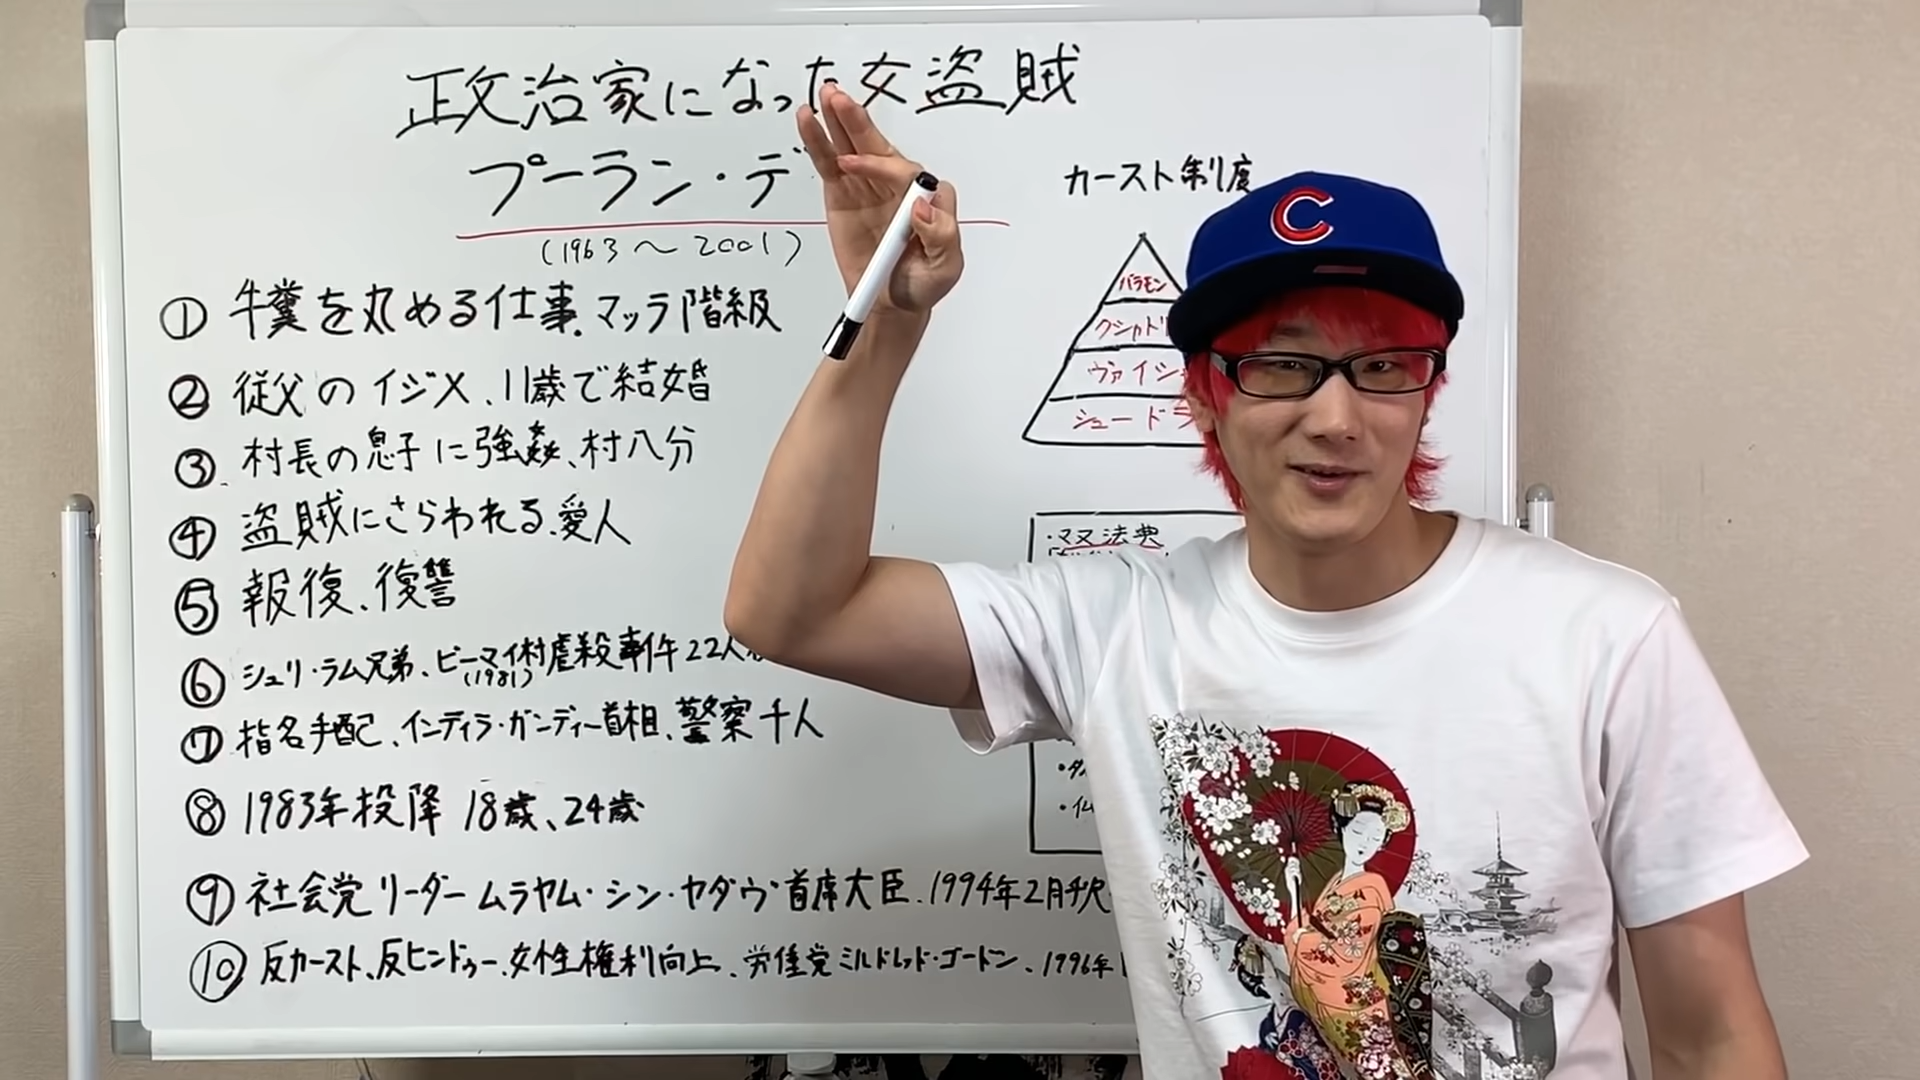 政治家になった女盗賊
プーラン・デ
(1963～2001)
① 牛糞を丸める仕事.マッラ階級
② 従父のイジメ、11歳で結婚
③ 村長の息子に強姦、村八分
④ 盗賊にさらわれる.愛人
⑤ 報復、復讐
⑥ シュリ・ラム兄弟、ビーマイ村虐殺事件22人
(1981)
⑦ 指名手配、インディラ・ガンディー首相、警察千人
⑧ 1983年投降 18歳、24歳
⑨ 社会党リーダームラヤム・シン・ヤダヴ首席大臣.1994年2月
⑩ 反カースト、反ヒンドゥー、女性権利向上、労働党ミルドレッド・ゴードン、1996年
カースト制度
バラモン
クシャトリ
ヴァイシ
シュードラ
・マヌ法典
C